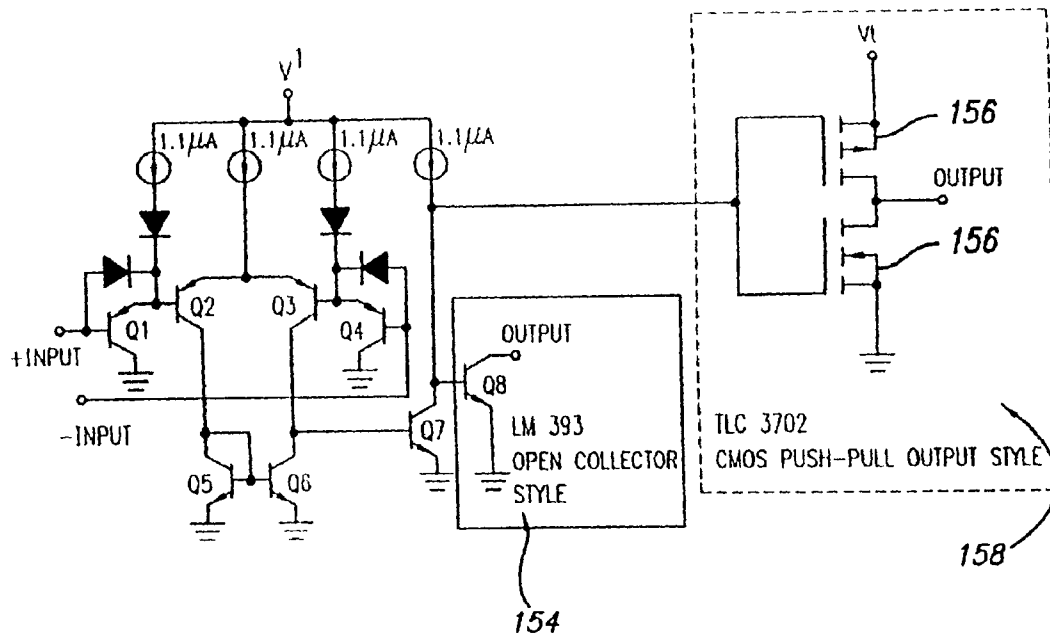 V1
Vt
1.1μA 1.1μA 1.1μA 1.1μA
156
OUTPUT
156
Q1
Q2
Q3
Q4
+INPUT
-INPUT
OUTPUT
Q8
Q7
LM 393
OPEN COLLECTOR
STYLE
Q5
Q6
TLC 3702
CMOS PUSH-PULL OUTPUT STYLE
158
154